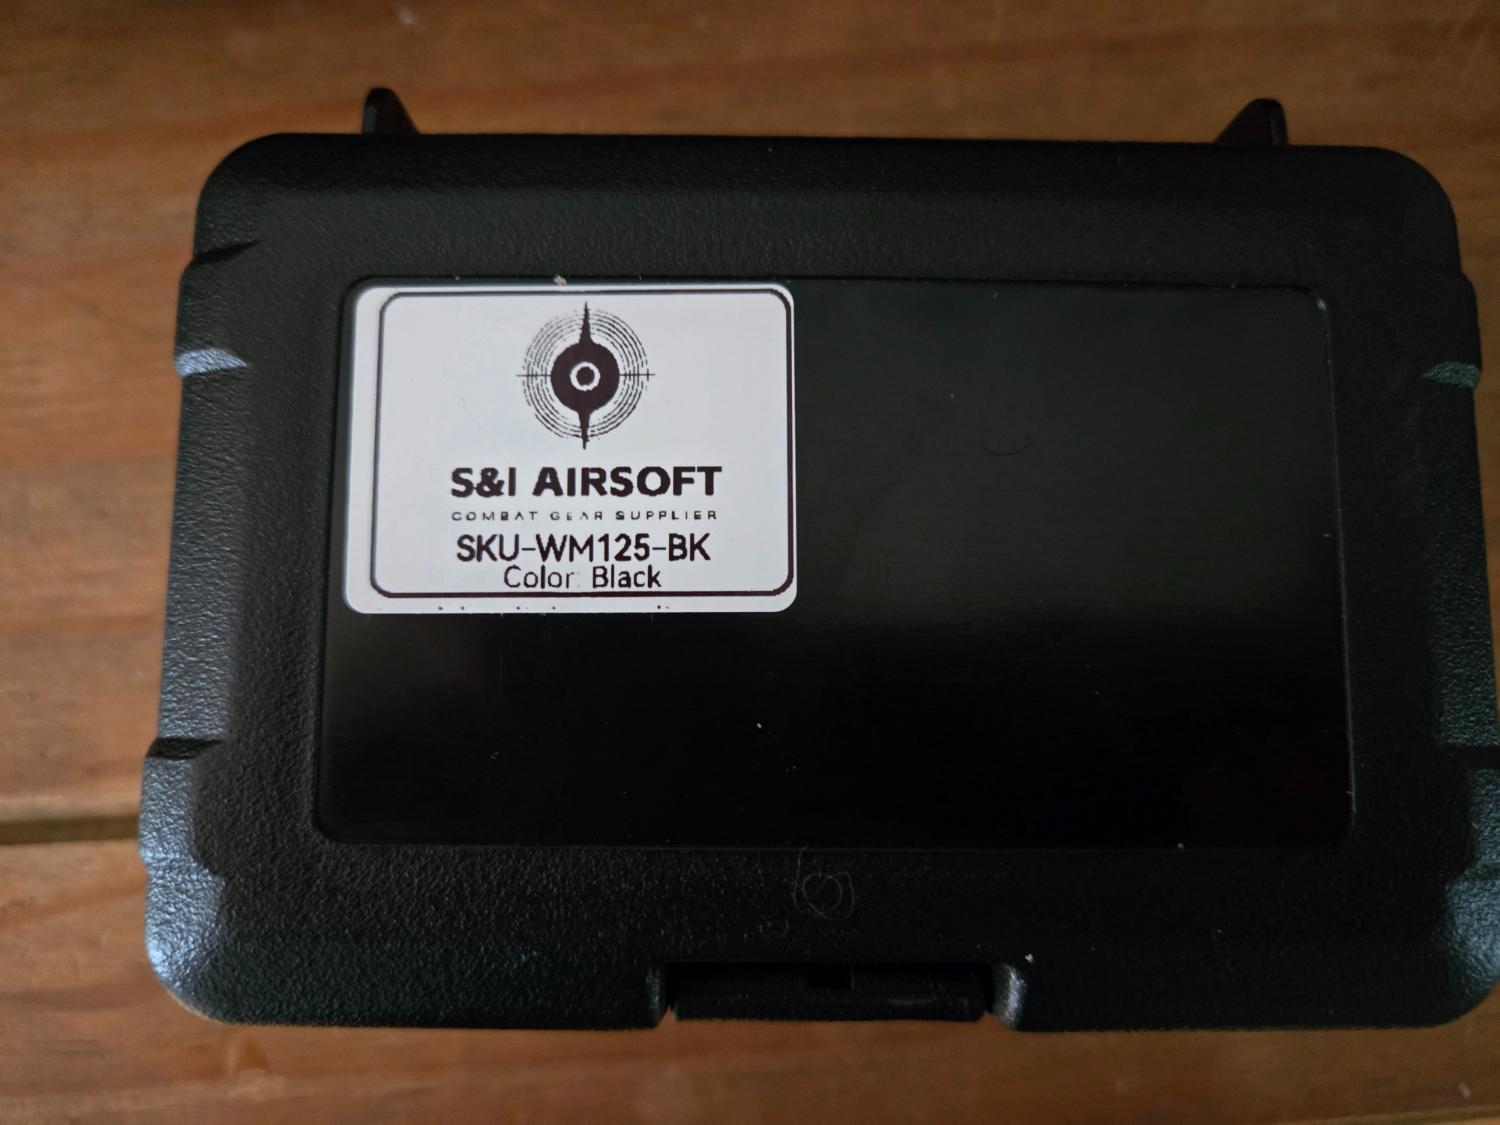 S&I AIRSOFT
COMBAT GEAR SUPPLIER
SKU-WM125-BK
Color: Black